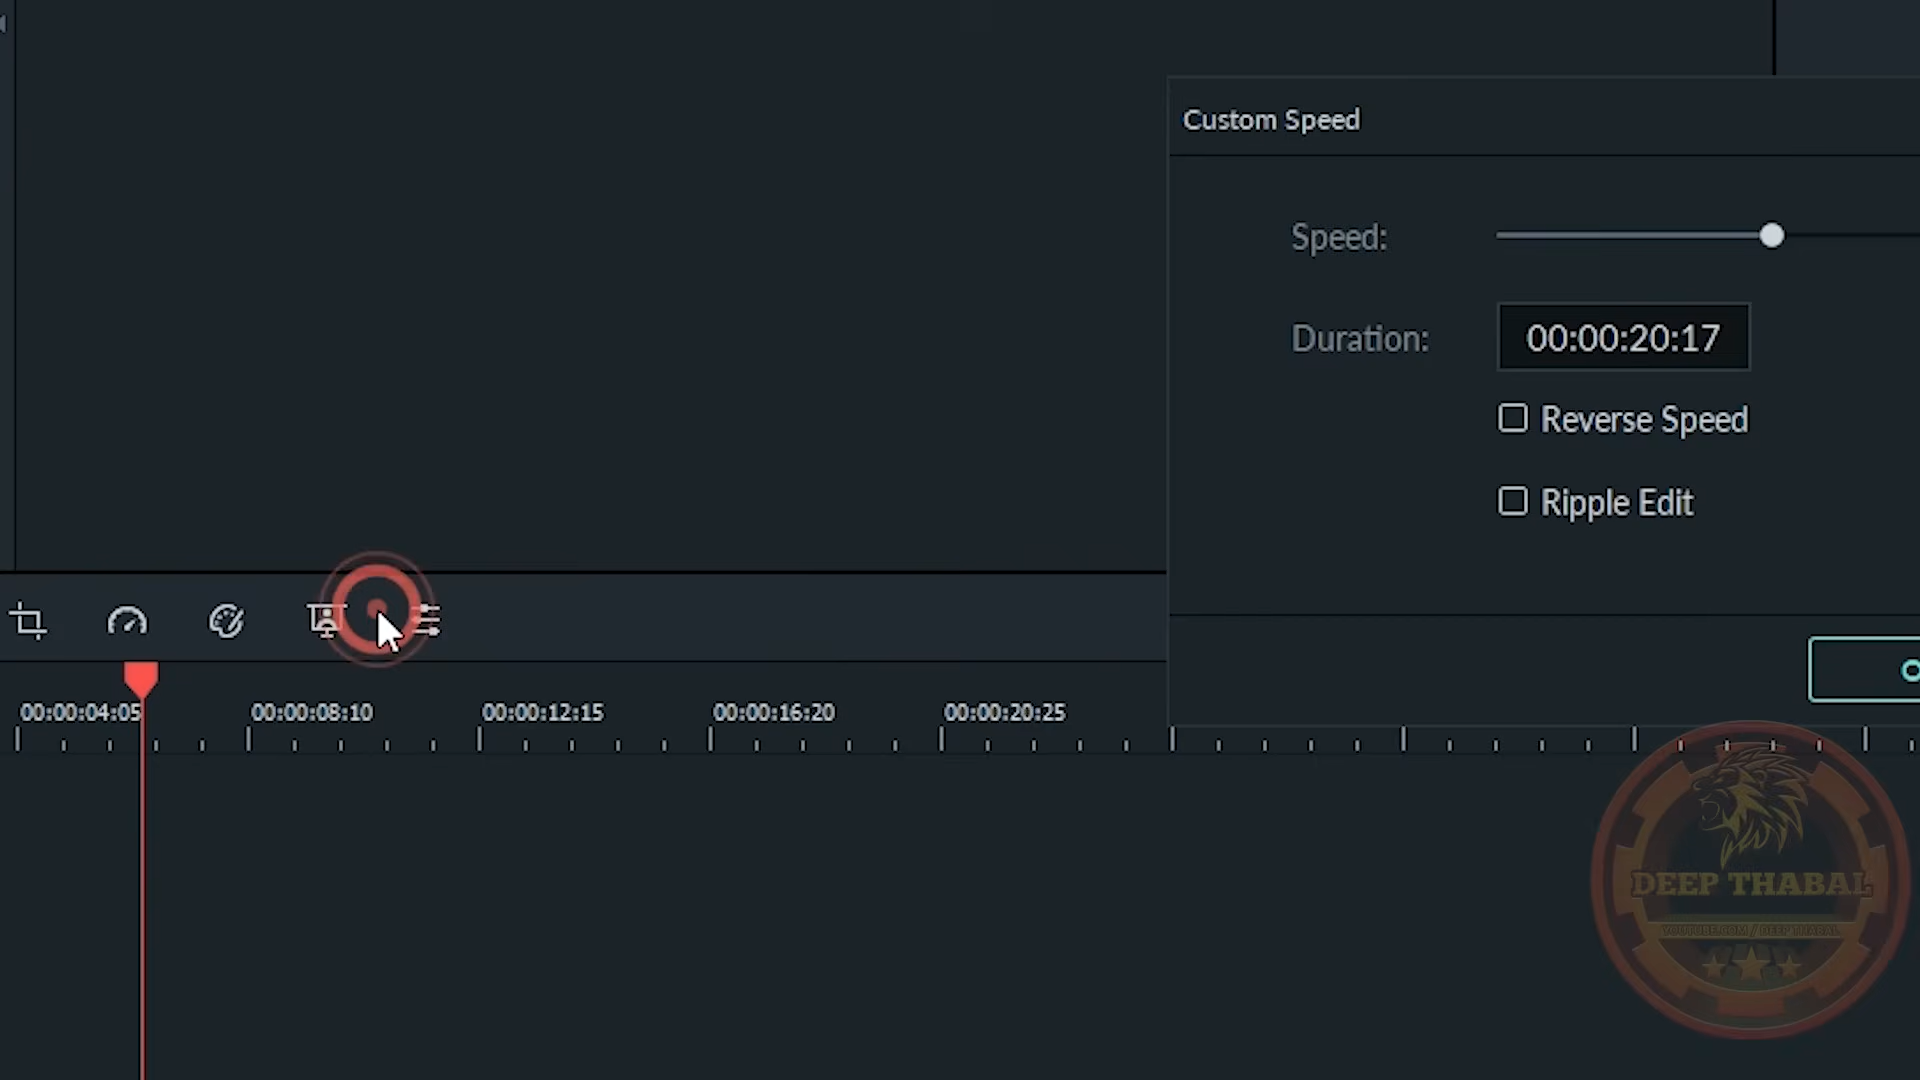 Custom Speed
Speed:
Duration:
00:00:20:17
Reverse Speed
Ripple Edit
00:00:04:05
00:00:08:10
00:00:12:15
00:00:16:20
00:00:20:25
DEEP THABAL
YOUTUBE.COM / DEEP THABAL